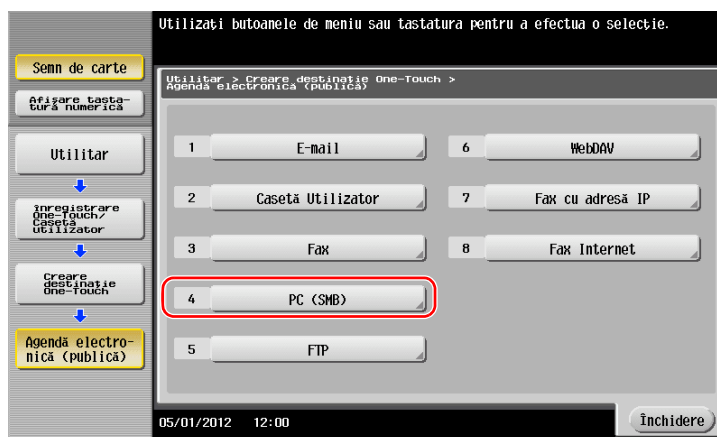 Utilizați butoanele de meniu sau tastatura pentru a efectua o selecție.
Semn de carte
Afișare tasta-
tură numerică
Utilitar
Înregistrare
One-Touch/
Casetă
utilizator
Creare
destinație
One-Touch
Agendă electro-
nică (publică)
Utilitar > Creare destinație One-Touch >
Agendă electronică (publică)
1 E-mail
2 Casetă Utilizator
3 Fax
4 PC (SMB)
5 FTP
6 WebDAV
7 Fax cu adresă IP
8 Fax Internet
05/01/2012 12:00
Închidere